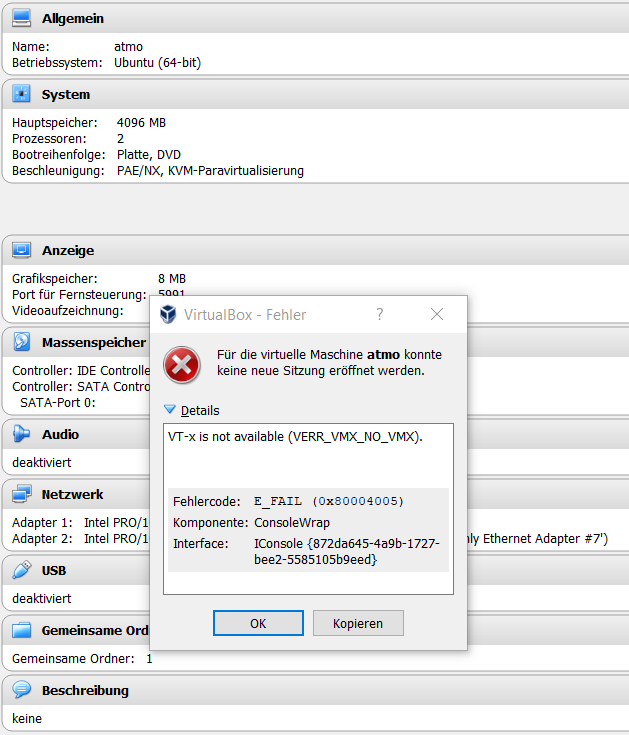 Allgemein
Name: atmo
Betriebssystem: Ubuntu (64-bit)
System
Hauptspeicher: 4096 MB
Prozessoren: 2
Bootreihenfolge: Platte, DVD
Beschleunigung: PAE/NX, KVM-Paravirtualisierung
Anzeige
Grafikspeicher: 8 MB
Port für Fernsteuerung: 5991
Videoaufzeichnung:
VirtualBox - Fehler ?
Für die virtuelle Maschine atmo konnte
keine neue Sitzung eröffnet werden.
Details
VT-x is not available (VERR_VMX_NO_VMX).
Fehlercode: E_FAIL (0x80004005)
Komponente: ConsoleWrap
Interface: IConsole {872da645-4a9b-1727-
bee2-5585105b9eed}
OK Kopieren
Massenspeicher
Controller: IDE Controlle
Controller: SATA Contro
SATA-Port 0:
Audio
deaktiviert
Netzwerk
Adapter 1: Intel PRO/1
Adapter 2: Intel PRO/10 nly Ethernet Adapter #7')
USB
deaktiviert
Gemeinsame Ord
Gemeinsame Ordner: 1
Beschreibung
keine